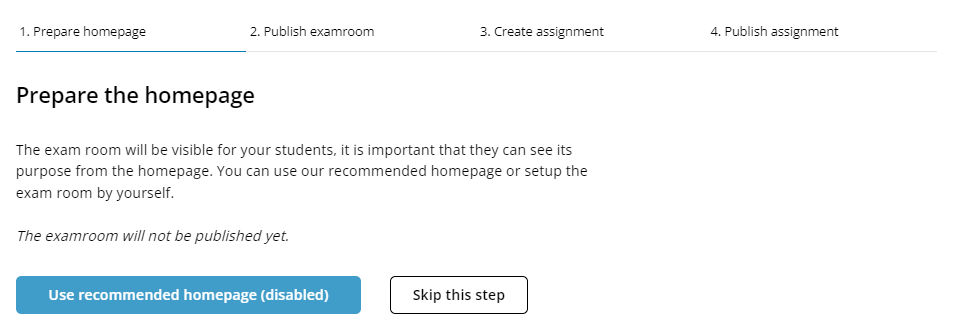 1. Prepare homepage
2. Publish examroom
3. Create assignment
4. Publish assignment
Prepare the homepage
The exam room will be visible for your students, it is important that they can see its
purpose from the homepage. You can use our recommended homepage or setup the
exam room by yourself.
The examroom will not be published yet.
Use recommended homepage (disabled)
Skip this step